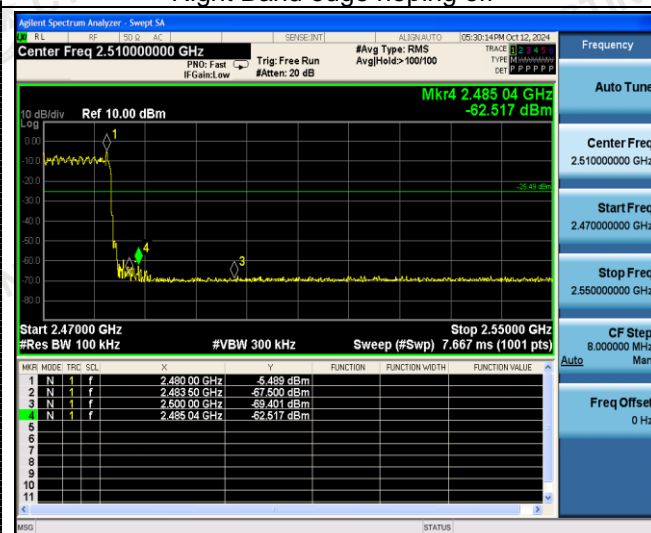 Right Band edge hoping off
Agilent Spectrum Analyzer - Swept SA
RL RF 50 Ω AC SENSE:INT ALIGN AUTO 05:30:14PM Oct 12, 2024
Center Freq 2.510000000 GHz
PNO: Fast
IFGain:Low
Trig: Free Run
#Atten: 20 dB
#Avg Type: RMS
Avg|Hold:>100/100
TRACE 1 2 3 4 5 6
TYPE M
DET P P P P P P
Mkr4 2.485 04 GHz
-62.517 dBm
10 dB/div Ref 10.00 dBm
Log
0.00
-10.0
-20.0
-30.0
-40.0
-50.0
-60.0
-70.0
-80.0
1
-25.49 dBm
4
3
Start 2.47000 GHz
Stop 2.55000 GHz
#Res BW 100 kHz #VBW 300 kHz Sweep (#Swp) 7.667 ms (1001 pts)
MKR MODE TRC SCL X Y FUNCTION FUNCTION WIDTH FUNCTION VALUE
1 N 1 f 2.480 00 GHz -5.489 dBm
2 N 1 f 2.483 50 GHz -67.500 dBm
3 N 1 f 2.500 00 GHz -69.401 dBm
4 N 1 f 2.485 04 GHz -62.517 dBm
5
6
7
8
9
10
11
MSG STATUS
Frequency
Auto Tune
Center Freq
2.510000000 GHz
Start Freq
2.470000000 GHz
Stop Freq
2.550000000 GHz
CF Step
8.000000 MHz
Auto Man
Freq Offset
0 Hz